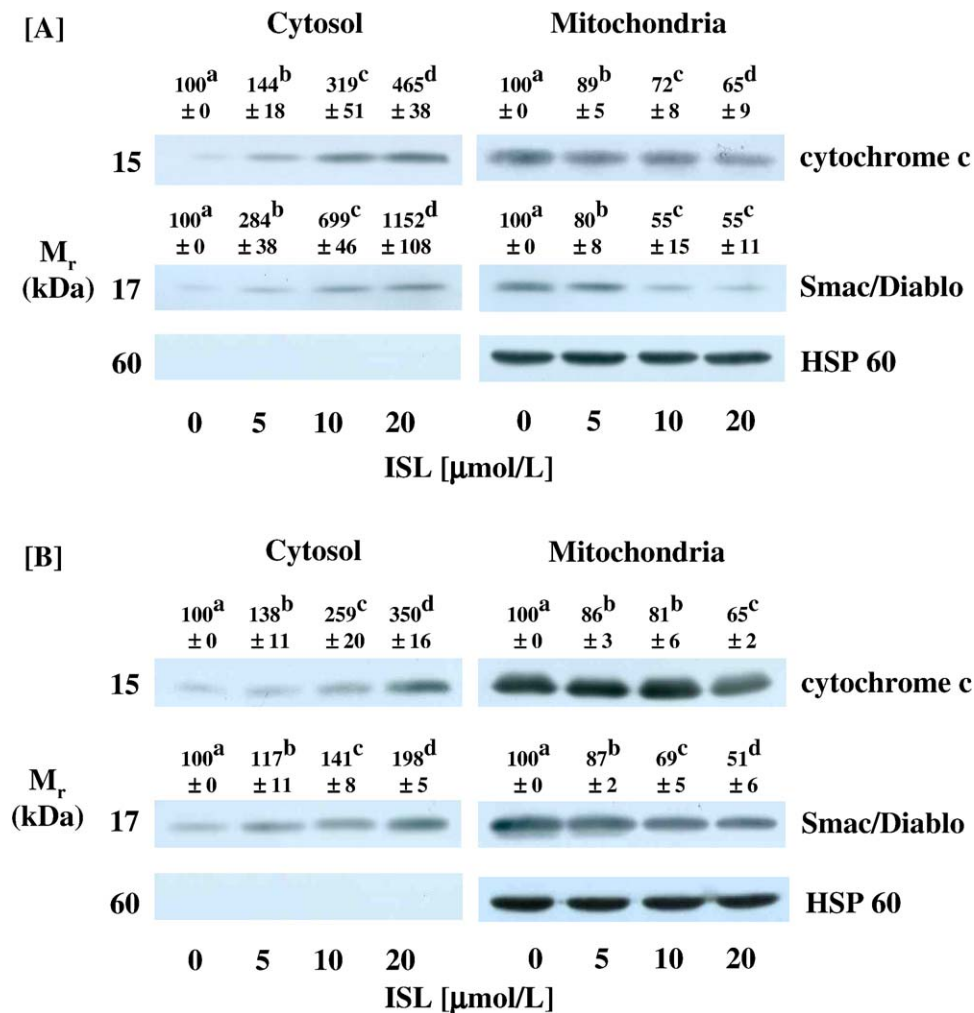 [A] Cytosol Mitochondria
100a 144b 319c 465d 100a 89b 72c 65d
± 0 ± 18 ± 51 ± 38 ± 0 ± 5 ± 8 ± 9
15 cytochrome c
100a 284b 699c 1152d 100a 80b 55c 55c
± 0 ± 38 ± 46 ± 108 ± 0 ± 8 ± 15 ± 11
Mr
(kDa) 17 Smac/Diablo
60 HSP 60
0 5 10 20 0 5 10 20
ISL [μmol/L]
[B] Cytosol Mitochondria
100a 138b 259c 350d 100a 86b 81b 65c
± 0 ± 11 ± 20 ± 16 ± 0 ± 3 ± 6 ± 2
15 cytochrome c
100a 117b 141c 198d 100a 87b 69c 51d
± 0 ± 11 ± 8 ± 5 ± 0 ± 2 ± 5 ± 6
Mr
(kDa) 17 Smac/Diablo
60 HSP 60
0 5 10 20 0 5 10 20
ISL [μmol/L]